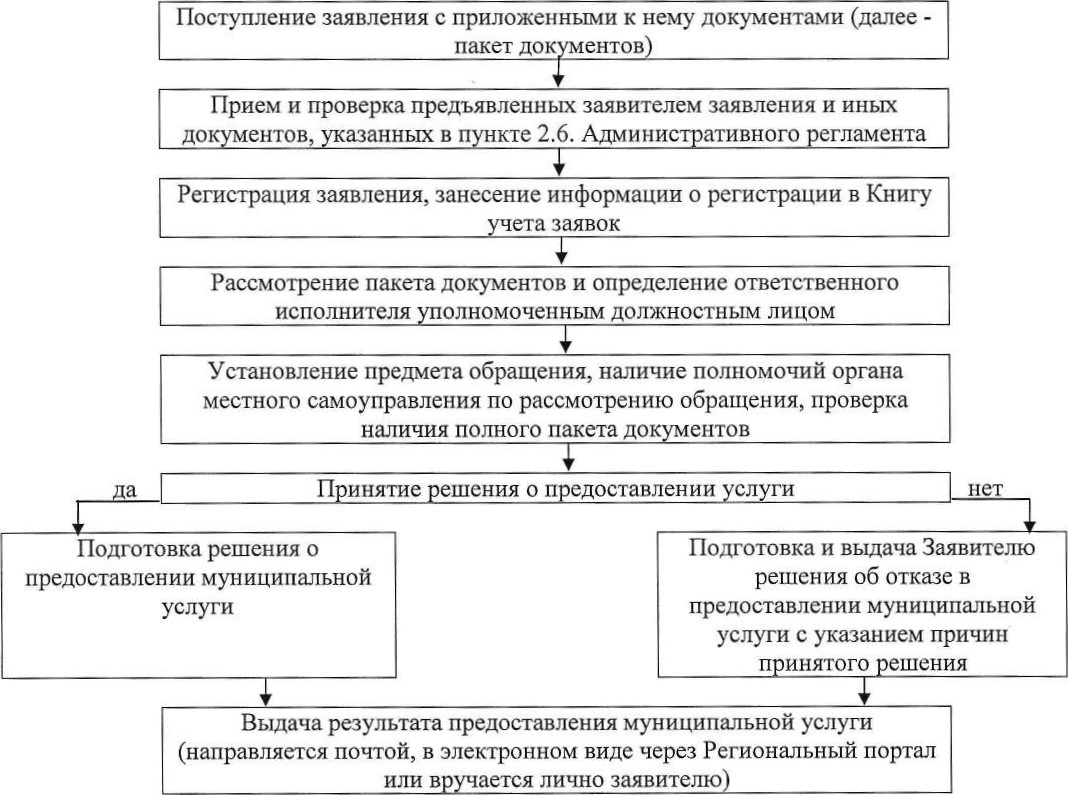 Поступление заявления с приложенными к нему документами (далее -
пакет документов)
Прием и проверка предъявленных заявителем заявления и иных
документов, указанных в пункте 2.6. Административного регламента
Регистрация заявления, занесение информации о регистрации в Книгу
учета заявок
Рассмотрение пакета документов и определение ответственного
исполнителя уполномоченным должностным лицом
Установление предмета обращения, наличие полномочий органа
местного самоуправления по рассмотрению обращения, проверка
наличия полного пакета документов
да
Принятие решения о предоставлении услуги
нет
Подготовка решения о
предоставлении муниципальной
услуги
Подготовка и выдача Заявителю
решения об отказе в
предоставлении муниципальной
услуги с указанием причин
принятого решения
Выдача результата предоставления муниципальной услуги
(направляется почтой, в электронном виде через Региональный портал
или вручается лично заявителю)